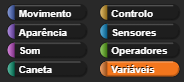 Movimento
Controlo
Aparência
Sensores
Som
Operadores
Caneta
Variáveis